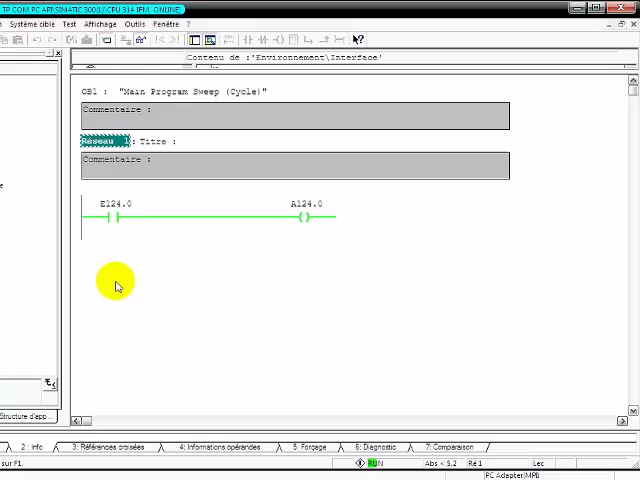 TP COM PC API\SIMATIC 300(1)\CPU 314 IFM ONLINE]
Système cible Test Affichage Outils Fenêtre ?
Contenu de :'Environnement\Interface'
OB1 : "Main Program Sweep (Cycle)"
Commentaire :
Réseau 1: Titre :
Commentaire :
E124.0 A124.0
Structure d'app...
2 : Info 3: Références croisées 4: Informations opérandes 5: Forçage 6: Diagnostic 7: Comparaison
sur F1. RUN Abs < 5.2 Ré 1 Lec
PC Adapter(MPI)